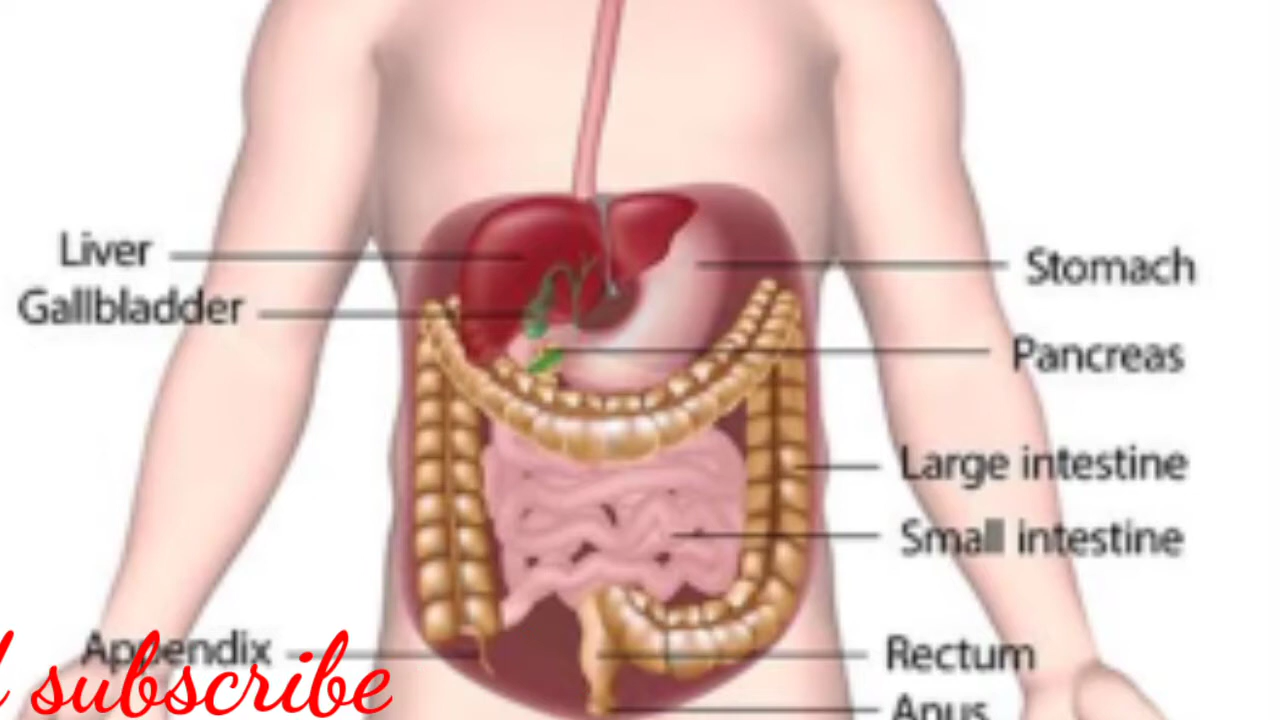 Liver
Gallbladder
Stomach
Pancreas
Large intestine
Small intestine
Appendix
subscribe
Rectum
Anus